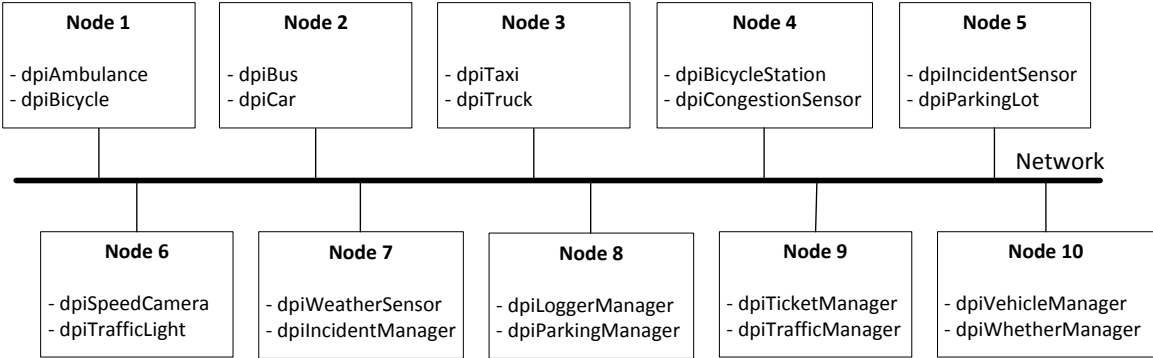 Node 1
- dpiAmbulance
- dpiBicycle
Node 2
- dpiBus
- dpiCar
Node 3
- dpiTaxi
- dpiTruck
Node 4
- dpiBicycleStation
- dpiCongestionSensor
Node 5
- dpiIncidentSensor
- dpiParkingLot
Network
Node 6
- dpiSpeedCamera
- dpiTrafficLight
Node 7
- dpiWeatherSensor
- dpiIncidentManager
Node 8
- dpiLoggerManager
- dpiParkingManager
Node 9
- dpiTicketManager
- dpiTrafficManager
Node 10
- dpiVehicleManager
- dpiWhetherManager